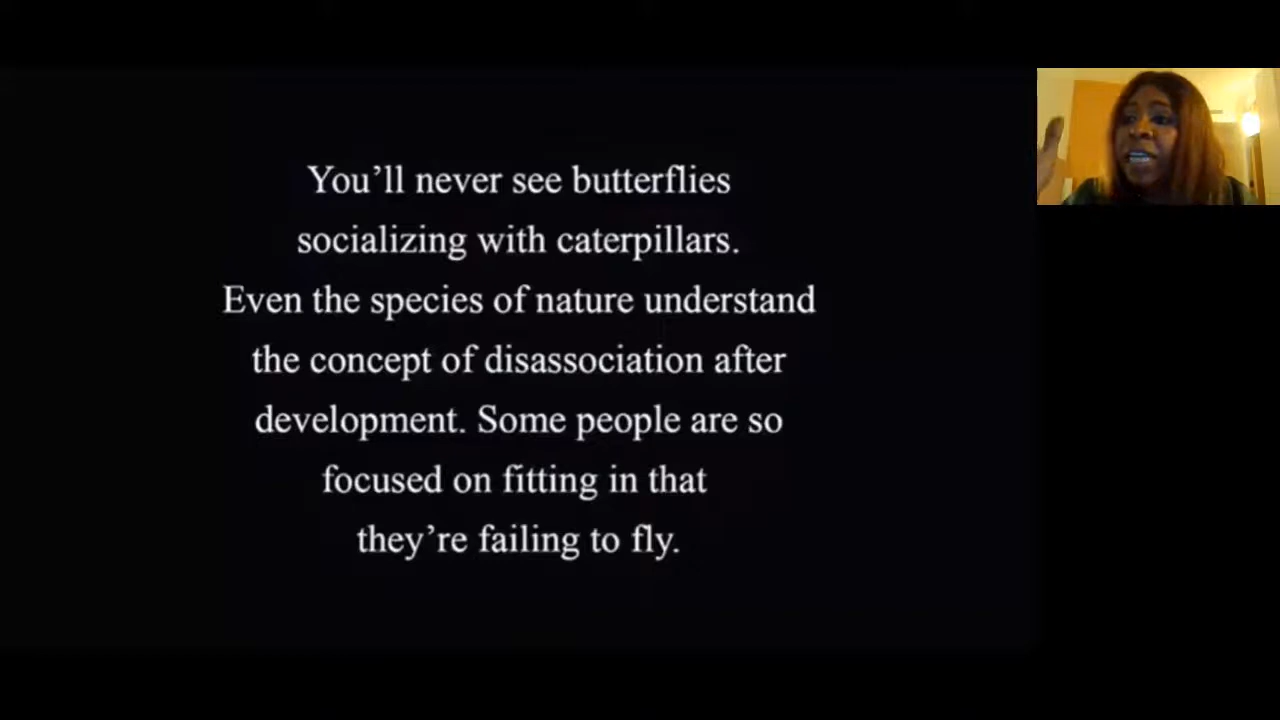 You’ll never see butterflies
socializing with caterpillars.
Even the species of nature understand
the concept of disassociation after
development. Some people are so
focused on fitting in that
they’re failing to fly.